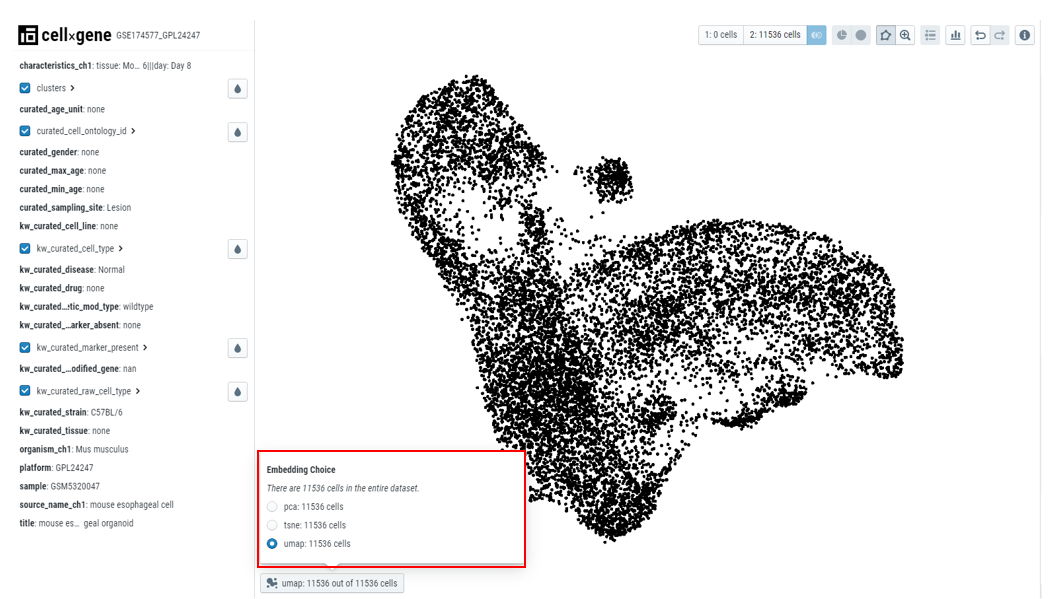 cellxgene GSE174577_GPL24247
1: 0 cells 2: 11536 cells
characteristics_ch1: tissue: Mo... 6|||day: Day 8
clusters
curated_age_unit: none
curated_cell_ontology_id
curated_gender: none
curated_max_age: none
curated_min_age: none
curated_sampling_site: Lesion
kw_curated_cell_line: none
kw_curated_cell_type
kw_curated_disease: Normal
kw_curated_drug: none
kw_curated...:tic_mod_type: wildtype
kw_curated_...arker_absent: none
kw_curated_marker_present
kw_curated_...odified_gene: nan
kw_curated_raw_cell_type
kw_curated_strain: C57BL/6
kw_curated_tissue: none
organism_ch1: Mus musculus
platform: GPL24247
sample: GSM5320047
source_name_ch1: mouse esophageal cell
title: mouse es... geal organoid
Embedding Choice
There are 11536 cells in the entire dataset.
pca: 11536 cells
tsne: 11536 cells
umap: 11536 cells
umap: 11536 out of 11536 cells